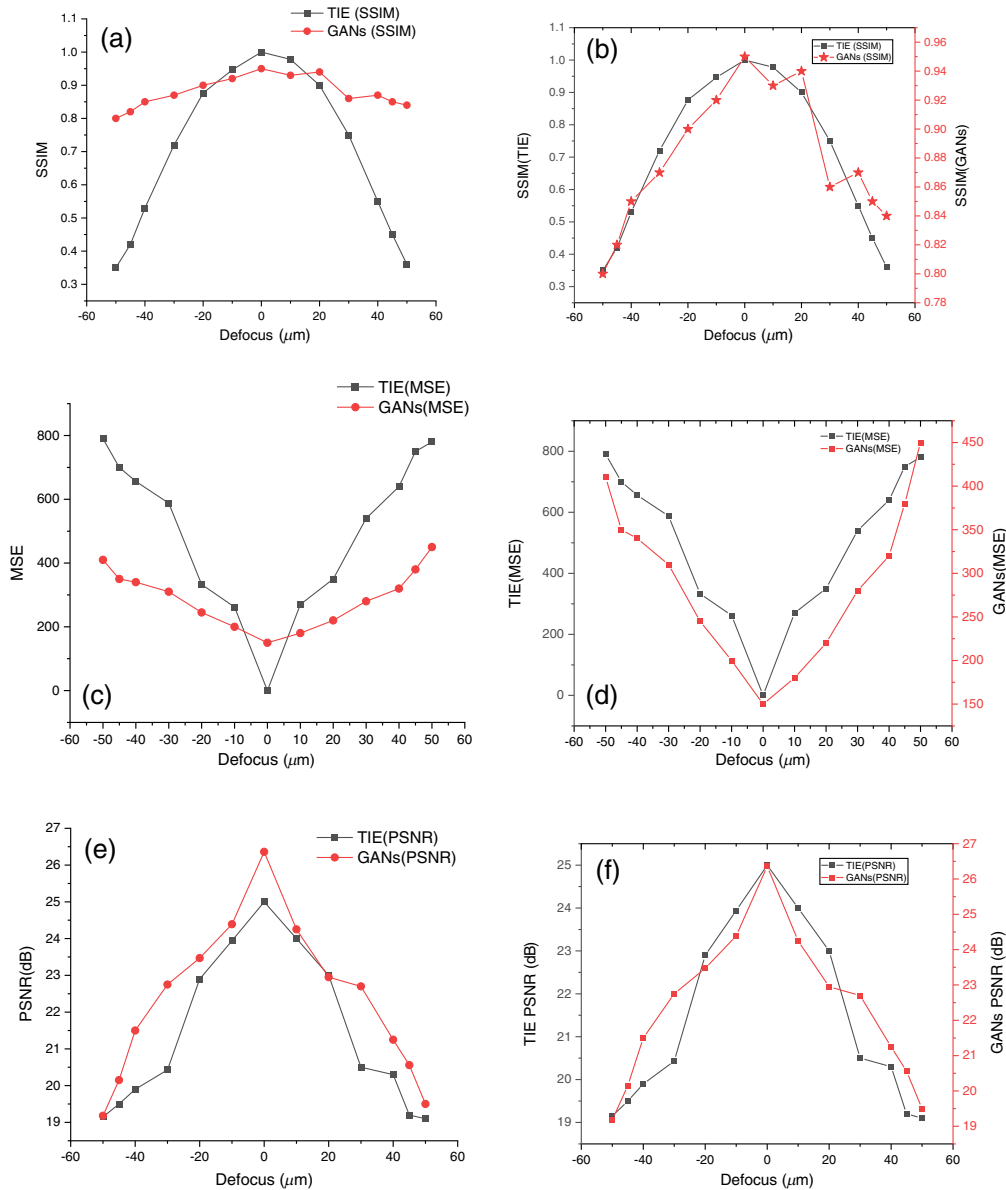 (a)
TIE (SSIM)
GANs (SSIM)
1.1
1.0
0.9
0.8
0.7
0.6
0.5
0.4
0.3
SSIM
-60 -40 -20 0 20 40 60
Defocus (μm)
(b)
TIE (SSIM)
GANs (SSIM)
1.1
1.0
0.9
0.8
0.7
0.6
0.5
0.4
0.3
SSIM(TIE)
0.96
0.94
0.92
0.90
0.88
0.86
0.84
0.82
0.80
0.78
SSIM(GANs)
-60 -40 -20 0 20 40 60
Defocus (μm)
TIE(MSE)
GANs(MSE)
800
600
400
200
0
MSE
(c)
-60 -50 -40 -30 -20 -10 0 10 20 30 40 50 60
Defocus (μm)
TIE(MSE)
GANs(MSE)
800
600
400
200
0
TIE(MSE)
450
400
350
300
250
200
150
GANs(MSE)
(d)
-60 -50 -40 -30 -20 -10 0 10 20 30 40 50 60
Defocus (μm)
(e)
TIE(PSNR)
GANs(PSNR)
27
26
25
24
23
22
21
20
19
PSNR(dB)
-60 -40 -20 0 20 40 60
Defocus (μm)
(f)
TIE(PSNR)
GANs(PSNR)
25
24
23
22
21
20
19
TIE PSNR (dB)
27
26
25
24
23
22
21
20
19
GANs PSNR (dB)
-60 -40 -20 0 20 40 60
Defocus (μm)